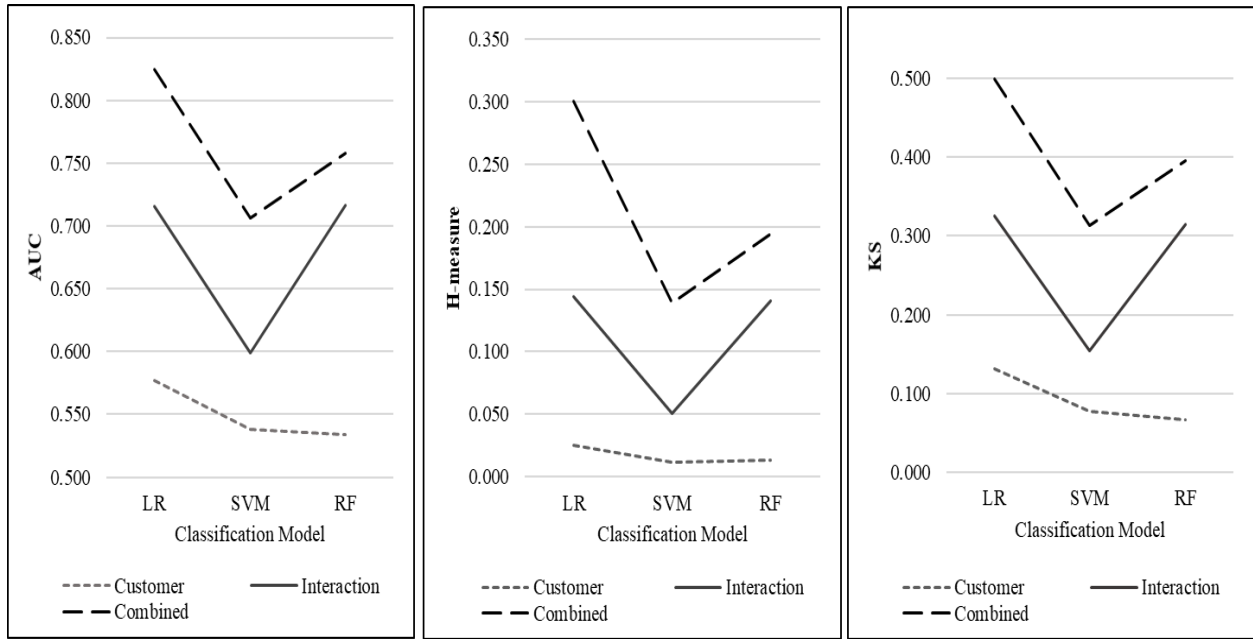 0.850
0.800
0.750
0.700
0.650
0.600
0.550
0.500
AUC
LR SVM RF
Classification Model
Customer Interaction
Combined
0.350
0.300
0.250
0.200
0.150
0.100
0.050
0.000
H-measure
LR SVM RF
Classification Model
Customer Interaction
Combined
0.500
0.400
0.300
0.200
0.100
0.000
KS
LR SVM RF
Classification Model
Customer Interaction
Combined